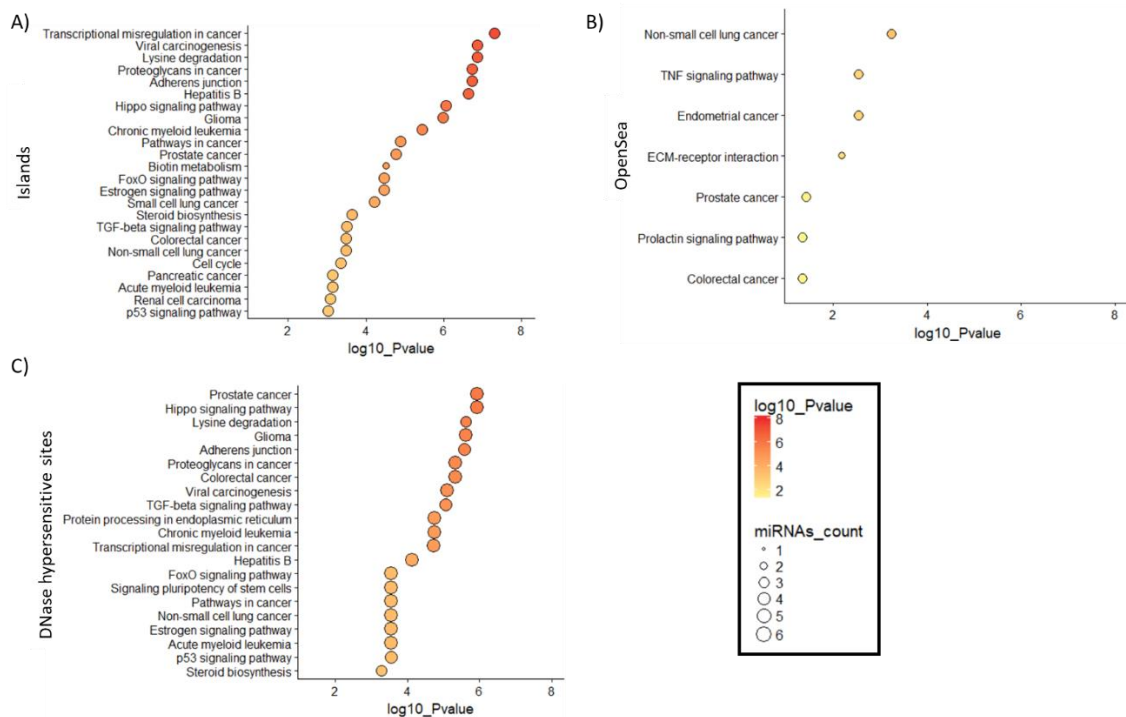 A)
Islands
Transcriptional misregulation in cancer
Viral carcinogenesis
Lysine degradation
Proteoglycans in cancer
Adherens junction
Hepatitis B
Hippo signaling pathway
Glioma
Chronic myeloid leukemia
Pathways in cancer
Prostate cancer
Biotin metabolism
FoxO signaling pathway
Estrogen signaling pathway
Small cell lung cancer
Steroid biosynthesis
TGF-beta signaling pathway
Colorectal cancer
Non-small cell lung cancer
Cell cycle
Pancreatic cancer
Acute myeloid leukemia
Renal cell carcinoma
p53 signaling pathway
2 4 6 8
log10_Pvalue
B)
OpenSea
Non-small cell lung cancer
TNF signaling pathway
Endometrial cancer
ECM-receptor interaction
Prostate cancer
Prolactin signaling pathway
Colorectal cancer
2 4 6 8
log10_Pvalue
C)
DNase hypersensitive sites
Prostate cancer
Hippo signaling pathway
Lysine degradation
Glioma
Adherens junction
Proteoglycans in cancer
Colorectal cancer
Viral carcinogenesis
TGF-beta signaling pathway
Protein processing in endoplasmic reticulum
Chronic myeloid leukemia
Transcriptional misregulation in cancer
Hepatitis B
FoxO signaling pathway
Signaling pluripotency of stem cells
Pathways in cancer
Non-small cell lung cancer
Estrogen signaling pathway
Acute myeloid leukemia
p53 signaling pathway
Steroid biosynthesis
2 4 6 8
log10_Pvalue
log10_Pvalue
8
6
4
2
miRNAs_count
1
2
3
4
5
6